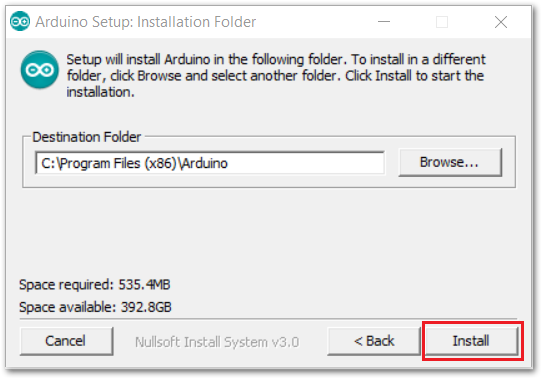 Arduino Setup: Installation Folder
Setup will install Arduino in the following folder. To install in a different
folder, click Browse and select another folder. Click Install to start the
installation.
Destination Folder
C:\Program Files (x86)\Arduino
Browse...
Space required: 535.4MB
Space available: 392.8GB
Cancel
Nullsoft Install System v3.0
< Back
Install